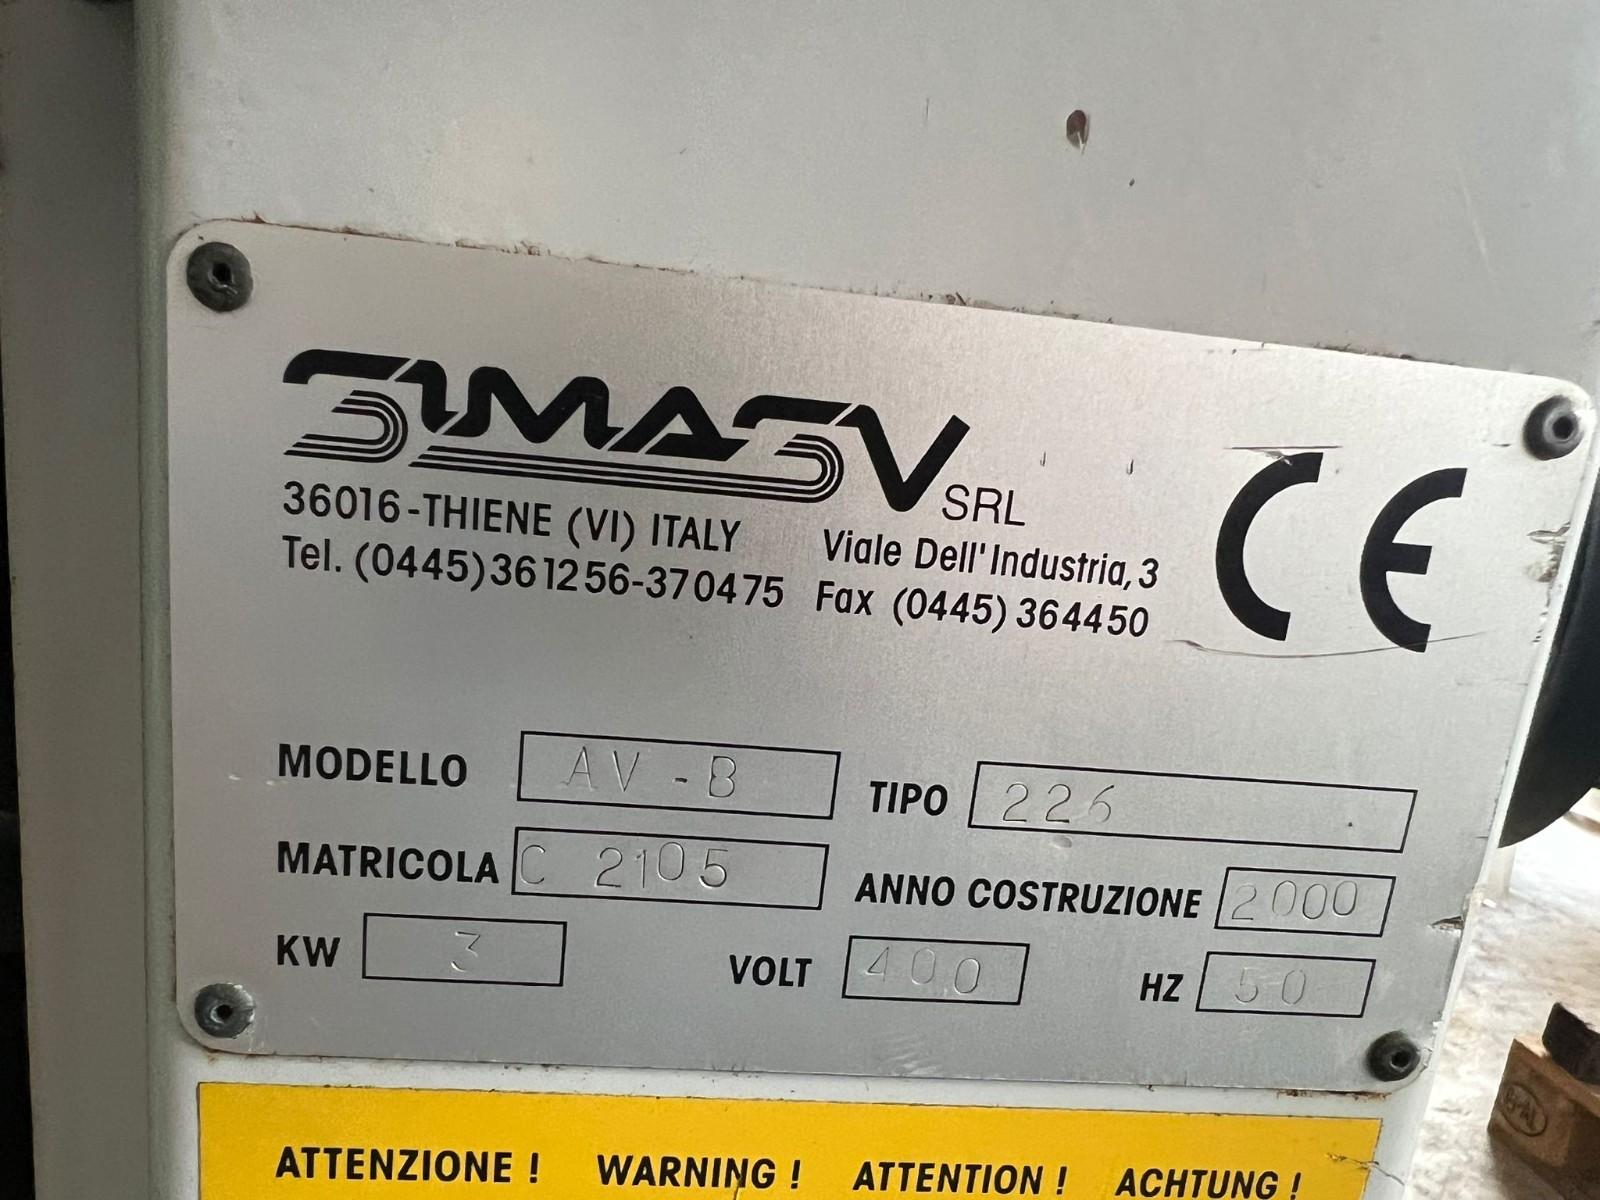 SIMASV SRL
36016-THIENE (VI) ITALY Viale Dell'Industria, 3
Tel. (0445) 361256-370475 Fax (0445) 364450
CE
MODELLO AV-B TIPO 226
MATRICOLA C 2105 ANNO COSTRUZIONE 2000
KW 3 VOLT 400 HZ 50
ATTENZIONE ! WARNING ! ATTENTION ! ACHTUNG !